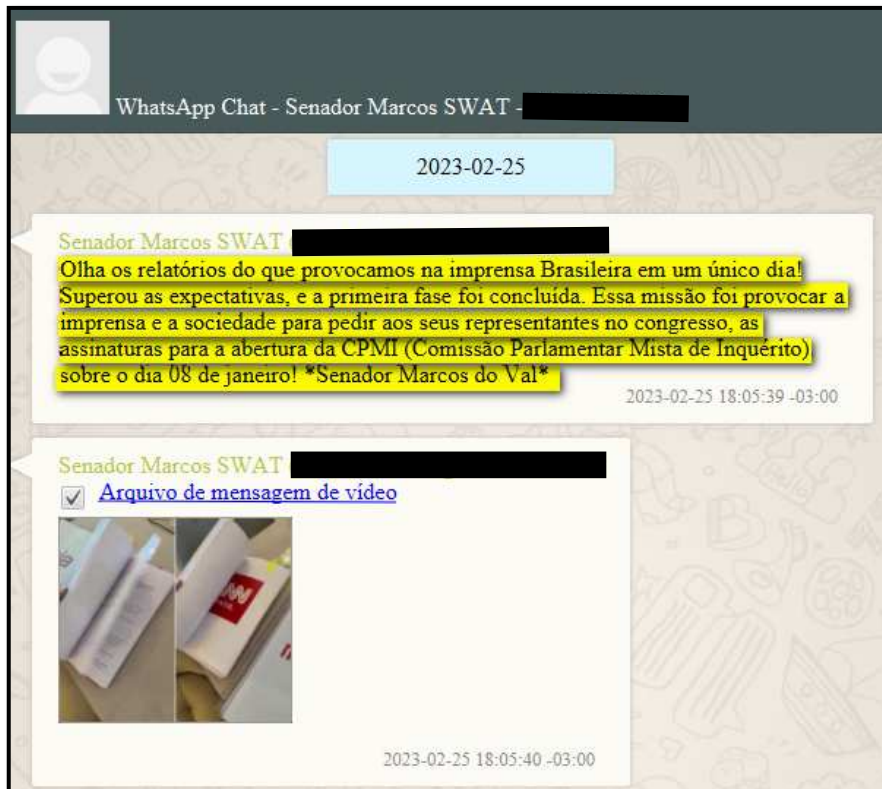 WhatsApp Chat - Senador Marcos SWAT -
2023-02-25
Senador Marcos SWAT (
Olha os relatórios do que provocamos na imprensa Brasileira em um único dia!
Superou as expectativas, e a primeira fase foi concluída. Essa missão foi provocar a
imprensa e a sociedade para pedir aos seus representantes no congresso, as
assinaturas para a abertura da CPMI (Comissão Parlamentar Mista de Inquérito)
sobre o dia 08 de janeiro! *Senador Marcos do Val*
2023-02-25 18:05:39 -03:00
Senador Marcos SWAT
Arquivo de mensagem de vídeo
2023-02-25 18:05:40 -03:00